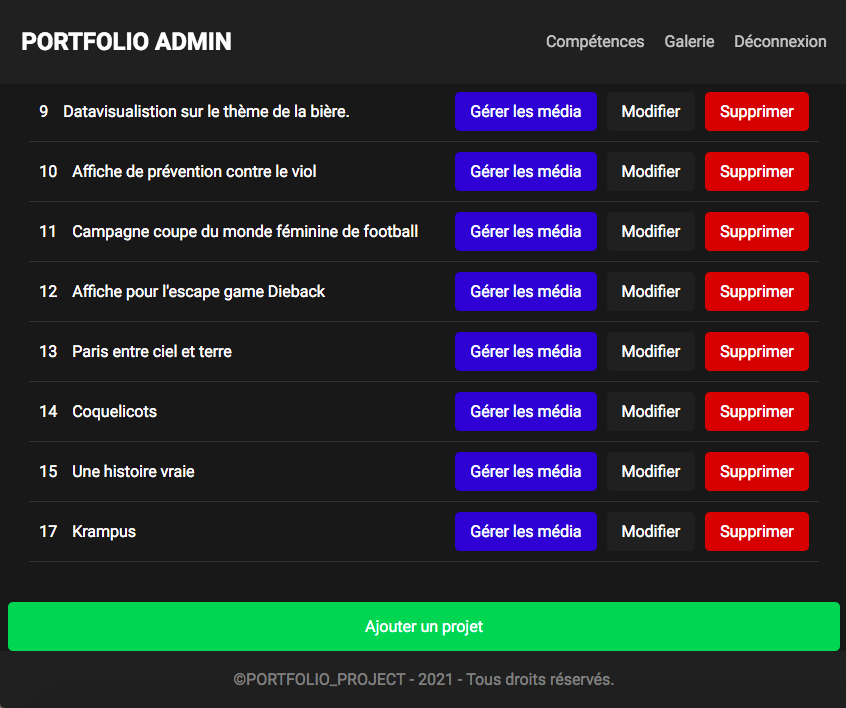 PORTFOLIO ADMIN Compétences Galerie Déconnexion
9 Datavisualistion sur le thème de la bière. Gérer les média Modifier Supprimer
10 Affiche de prévention contre le viol Gérer les média Modifier Supprimer
11 Campagne coupe du monde féminine de football Gérer les média Modifier Supprimer
12 Affiche pour l'escape game Dieback Gérer les média Modifier Supprimer
13 Paris entre ciel et terre Gérer les média Modifier Supprimer
14 Coquelicots Gérer les média Modifier Supprimer
15 Une histoire vraie Gérer les média Modifier Supprimer
17 Krampus Gérer les média Modifier Supprimer
Ajouter un projet
©PORTFOLIO_PROJECT - 2021 - Tous droits réservés.